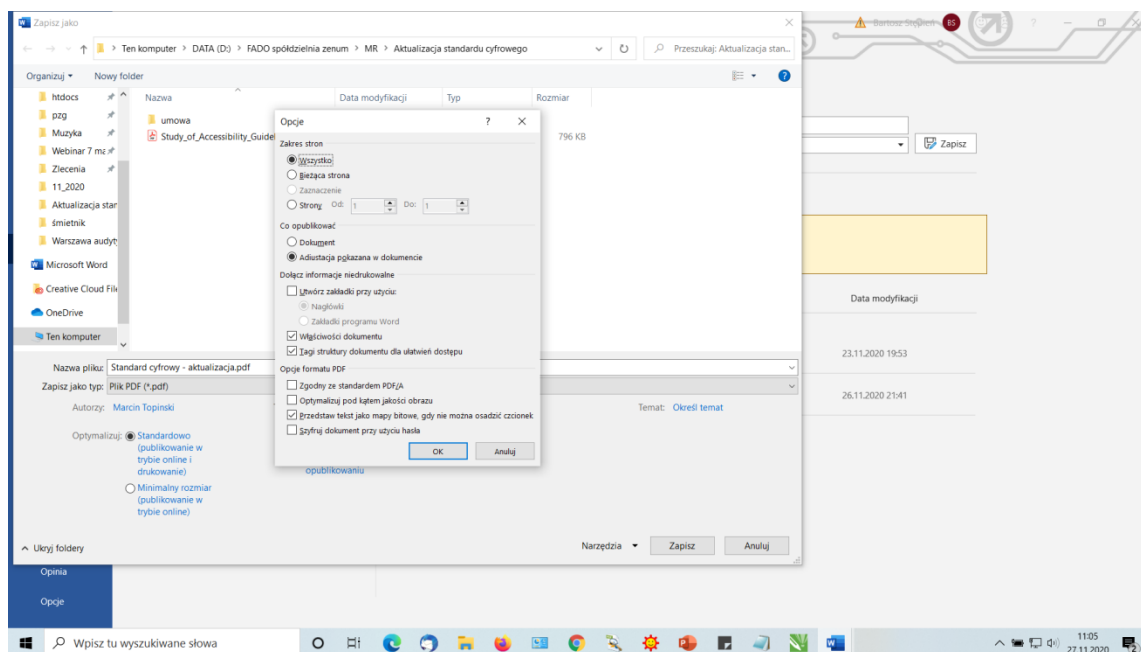 Zapisz jako
Bartosz Stępień BS
Ten komputer > DATA (D:) > FADO spółdzielnia zenum > MR > Aktualizacja standardu cyfrowego
Przeszukaj: Aktualizacja stan...
Organizuj
Nowy folder
htdocs
pzg
Muzyka
Webinar 7 ma
Zlecenia
11_2020
Aktualizacja stan
śmietnik
Warszawa audyt
Microsoft Word
Creative Cloud File
OneDrive
Ten komputer
Nazwa
Data modyfikacji
Typ
Rozmiar
umowa
Study_of_Accessibility_Guidel
796 KB
Opcje
Zakres stron
Wszystko
Bieżąca strona
Zaznaczenie
Strony Od: 1 Do: 1
Co opublikować
Dokument
Adiustacja pokazana w dokumencie
Dołącz informacje niedrukowalne
Utwórz zakładki przy użyciu:
Nagłówki
Zakładki programu Word
Właściwości dokumentu
Tagi struktury dokumentu dla ułatwień dostępu
Opcje formatu PDF
Zgodny ze standardem PDF/A
Optymalizuj pod kątem jakości obrazu
Przedstaw tekst jako mapy bitowe, gdy nie można osadzić czcionek
Szyfruj dokument przy użyciu hasła
OK
Anuluj
Nazwa pliku: Standard cyfrowy - aktualizacja.pdf
Zapisz jako typ: Plik PDF (*.pdf)
Autorzy: Marcin Topinski
Temat: Określ temat
Optymalizuj: Standardowo
(publikowanie w
trybie online i
drukowanie)
Minimalny rozmiar
(publikowanie w
trybie online)
opublikowaniu
Ukryj foldery
Narzędzia
Zapisz
Anuluj
Zapisz
Data modyfikacji
23.11.2020 19:53
26.11.2020 21:41
Opinia
Opcje
Wpisz tu wyszukiwane słowa
11:05
27.11.2020
2